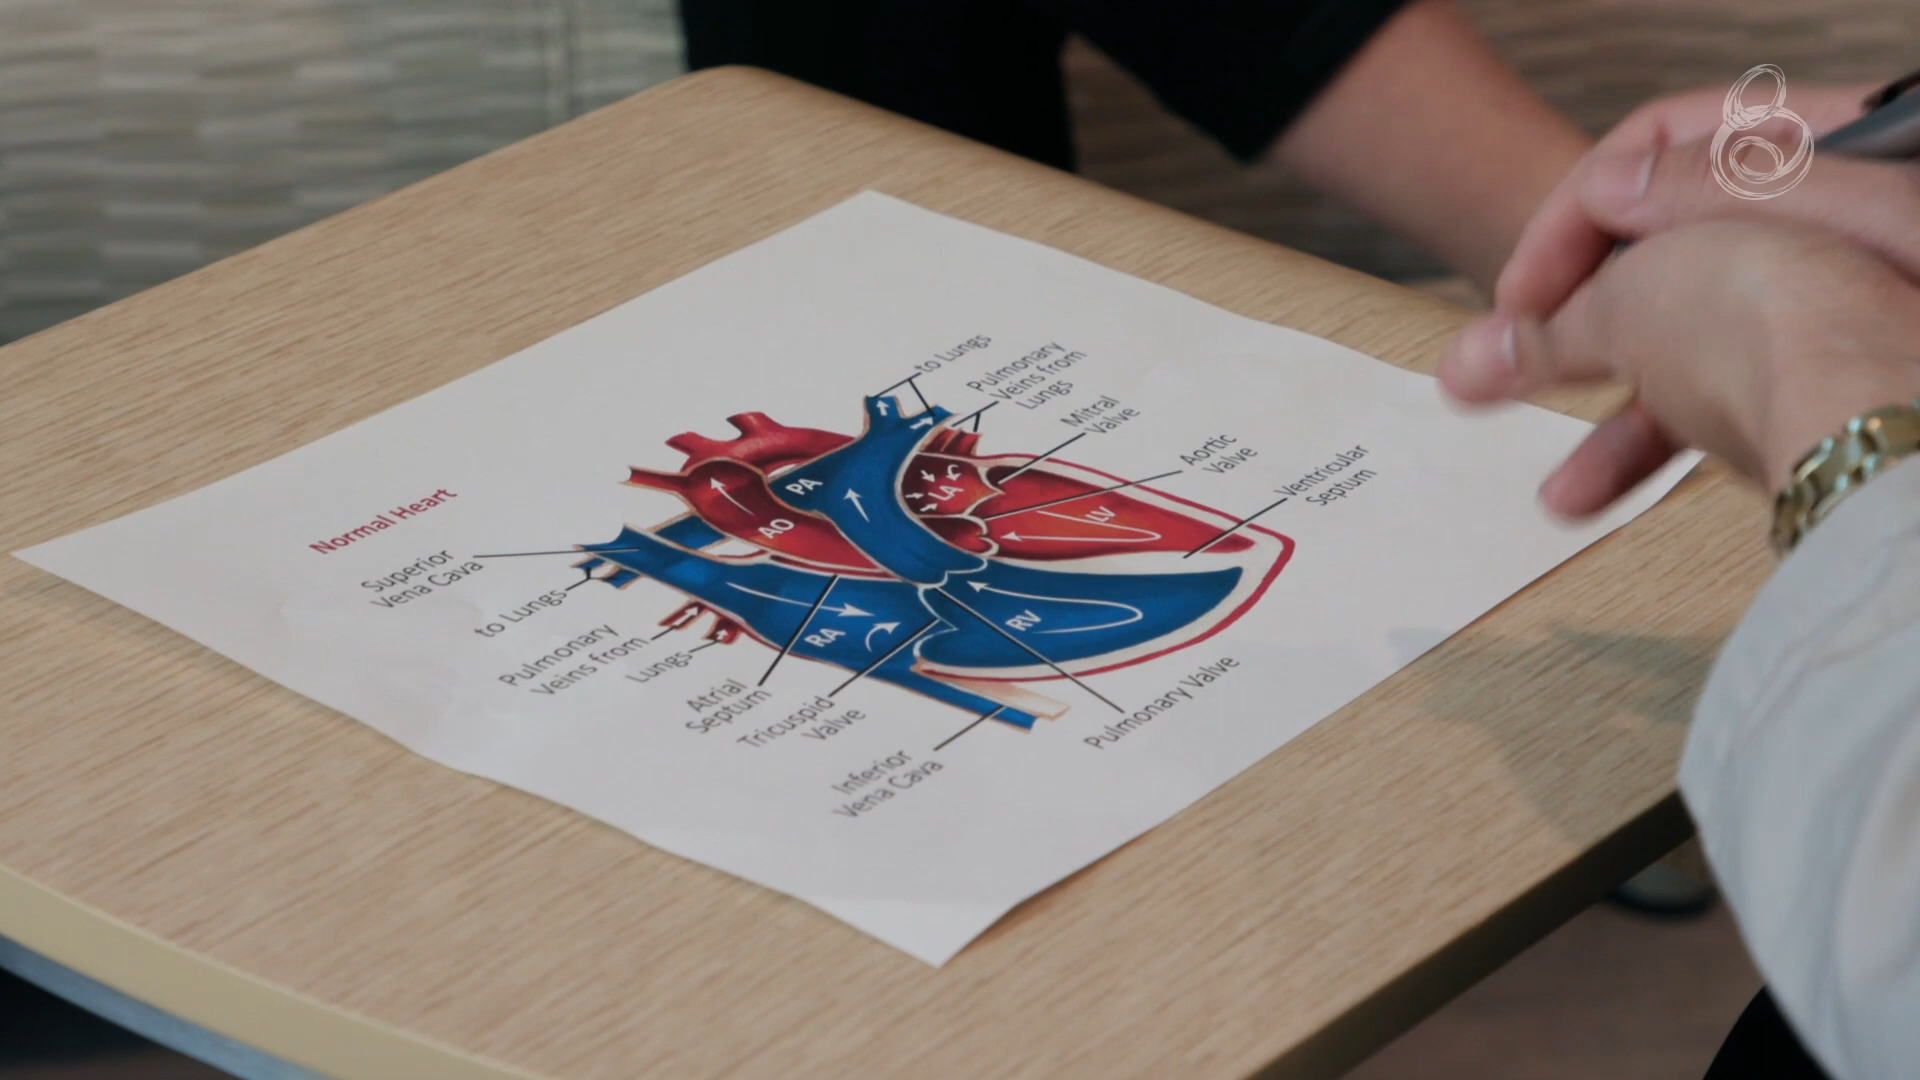 Normal Heart
to Lungs
Pulmonary
Veins from
Lungs
Mitral
Valve
Aortic
Valve
Ventricular
Septum
Superior
Vena Cava
to Lungs
Pulmonary
Veins from
Lungs
Atrial
Septum
Tricuspid
Valve
Inferior
Vena Cava
Pulmonary Valve
AO
PA
LA
LV
RA
RV
8